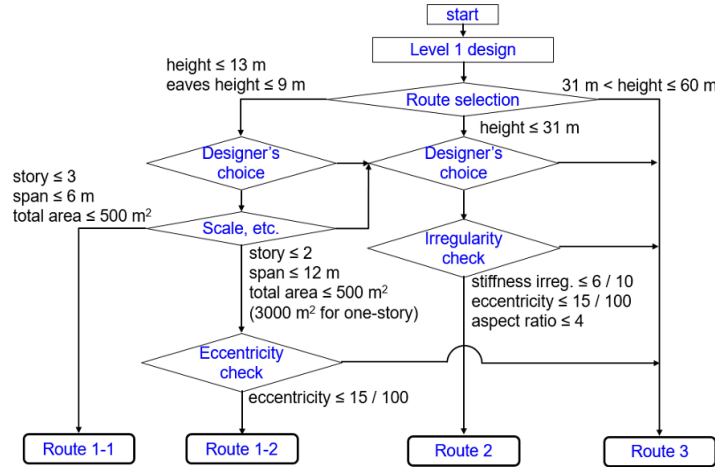 start
Level 1 design
height ≤ 13 m
eaves height ≤ 9 m
Route selection
31 m < height ≤ 60 m
height ≤ 31 m
Designer's
choice
Designer's
choice
story ≤ 3
span ≤ 6 m
total area ≤ 500 m²
Scale, etc.
Irregularity
check
story ≤ 2
span ≤ 12 m
total area ≤ 500 m²
(3000 m² for one-story)
stiffness irreg. ≤ 6 / 10
eccentricity ≤ 15 / 100
aspect ratio ≤ 4
Eccentricity
check
eccentricity ≤ 15 / 100
Route 1-1
Route 1-2
Route 2
Route 3